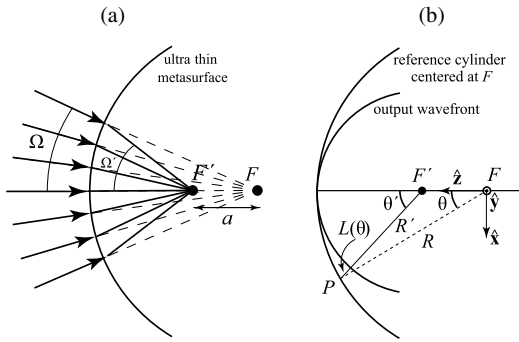 (a)
(b)
ultra thin
metasurface
Ω
Ω′
F′
F
a
reference cylinder
centered at F
output wavefront
F′
ẑ
F
θ′
θ
ŷ
R′
R
x̂
L(θ)
P